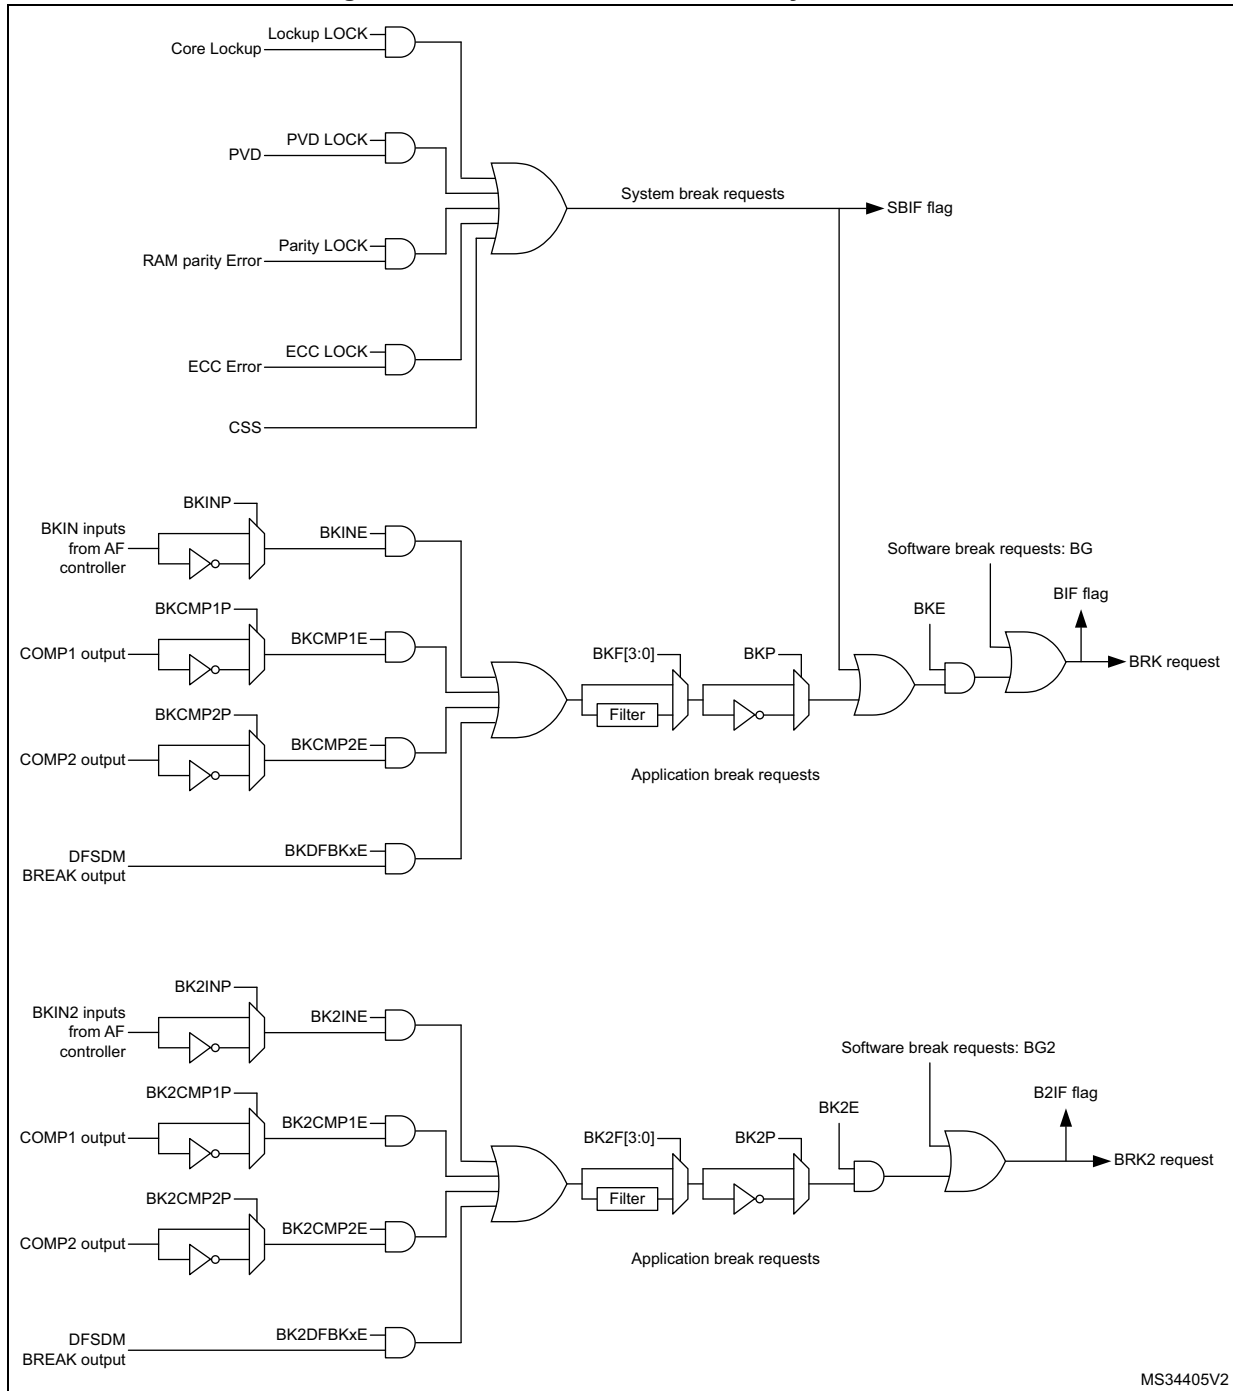 Lockup LOCK
Core Lockup
PVD LOCK
PVD
System break requests
SBIF flag
Parity LOCK
RAM parity Error
ECC LOCK
ECC Error
CSS
BKINP
BKIN inputs
from AF
controller
BKINE
Software break requests: BG
BIF flag
BKE
BKCMP1P
COMP1 output
BKCMP1E
BKF[3:0]
BKP
BRK request
Filter
BKCMP2P
COMP2 output
BKCMP2E
Application break requests
DFSDM
BREAK output
BKDFBKxE
BK2INP
BKIN2 inputs
from AF
controller
BK2INE
Software break requests: BG2
B2IF flag
BK2E
BK2CMP1P
COMP1 output
BK2CMP1E
BK2F[3:0]
BK2P
BRK2 request
Filter
BK2CMP2P
COMP2 output
BK2CMP2E
Application break requests
DFSDM
BREAK output
BK2DFBKxE
MS34405V2